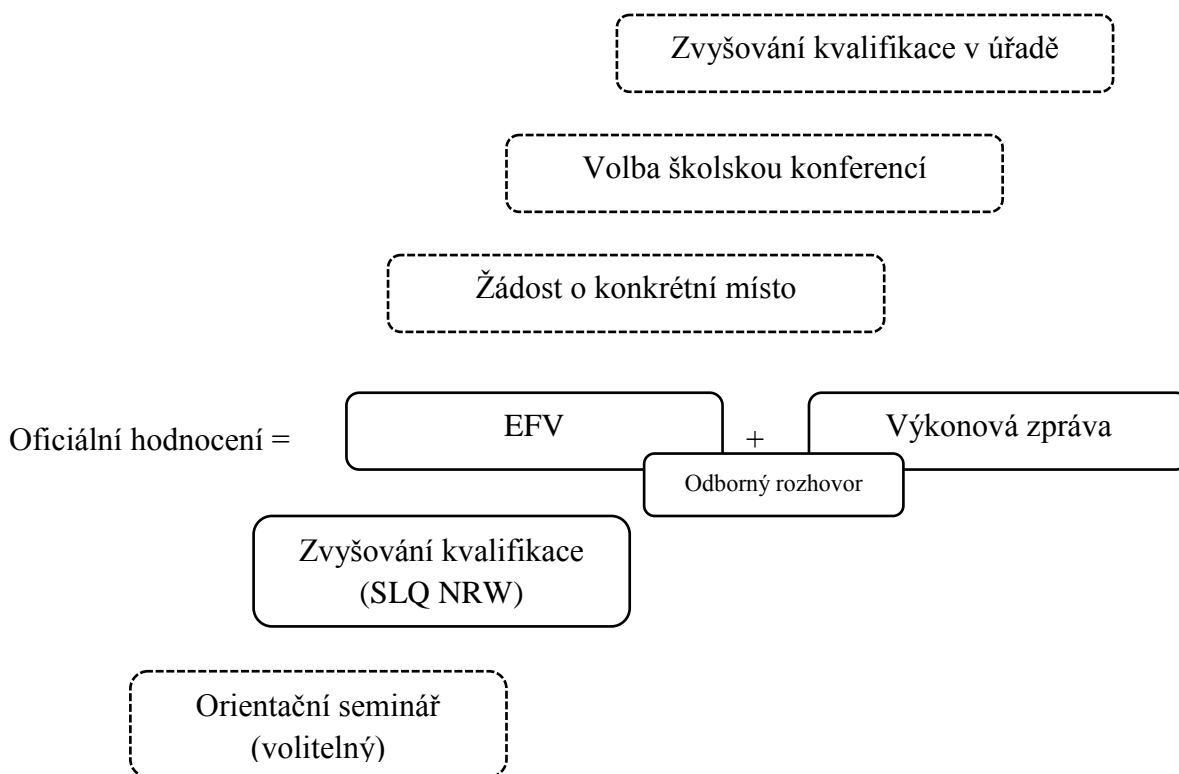 Zvyšování kvalifikace v úřadě
Volba školskou konferencí
Žádost o konkrétní místo
Oficiální hodnocení = EFV + Výkonová zpráva
Odborný rozhovor
Zvyšování kvalifikace
(SLQ NRW)
Orientační seminář
(volitelný)